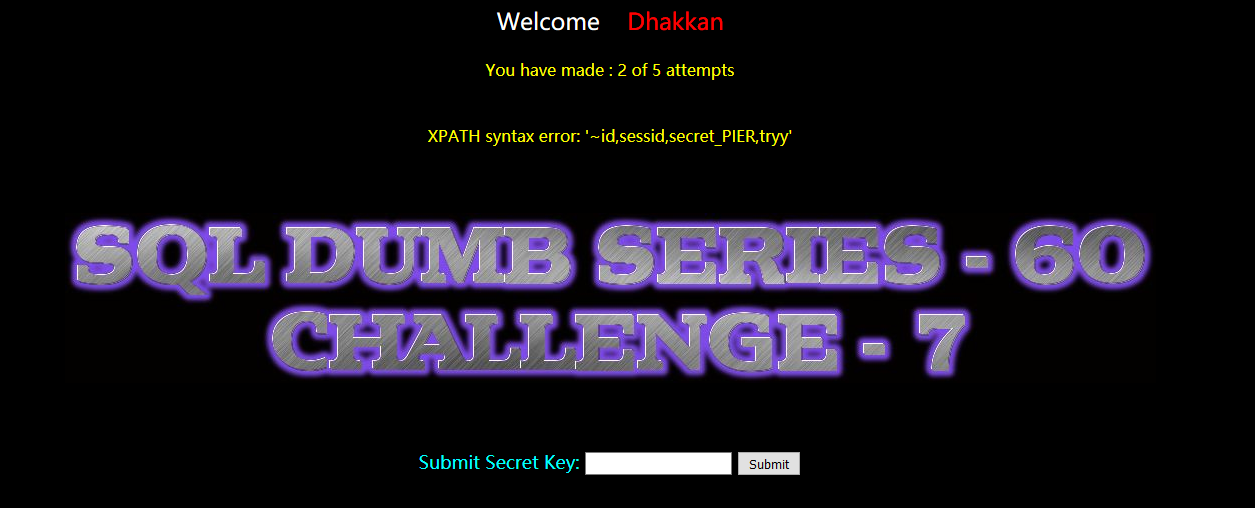 Welcome Dhakkan
You have made : 2 of 5 attempts
XPATH syntax error: '~id,sessid,secret_PIER,tryy'
SQL DUMB SERIES - 60
CHALLENGE - 7
Submit Secret Key: Submit